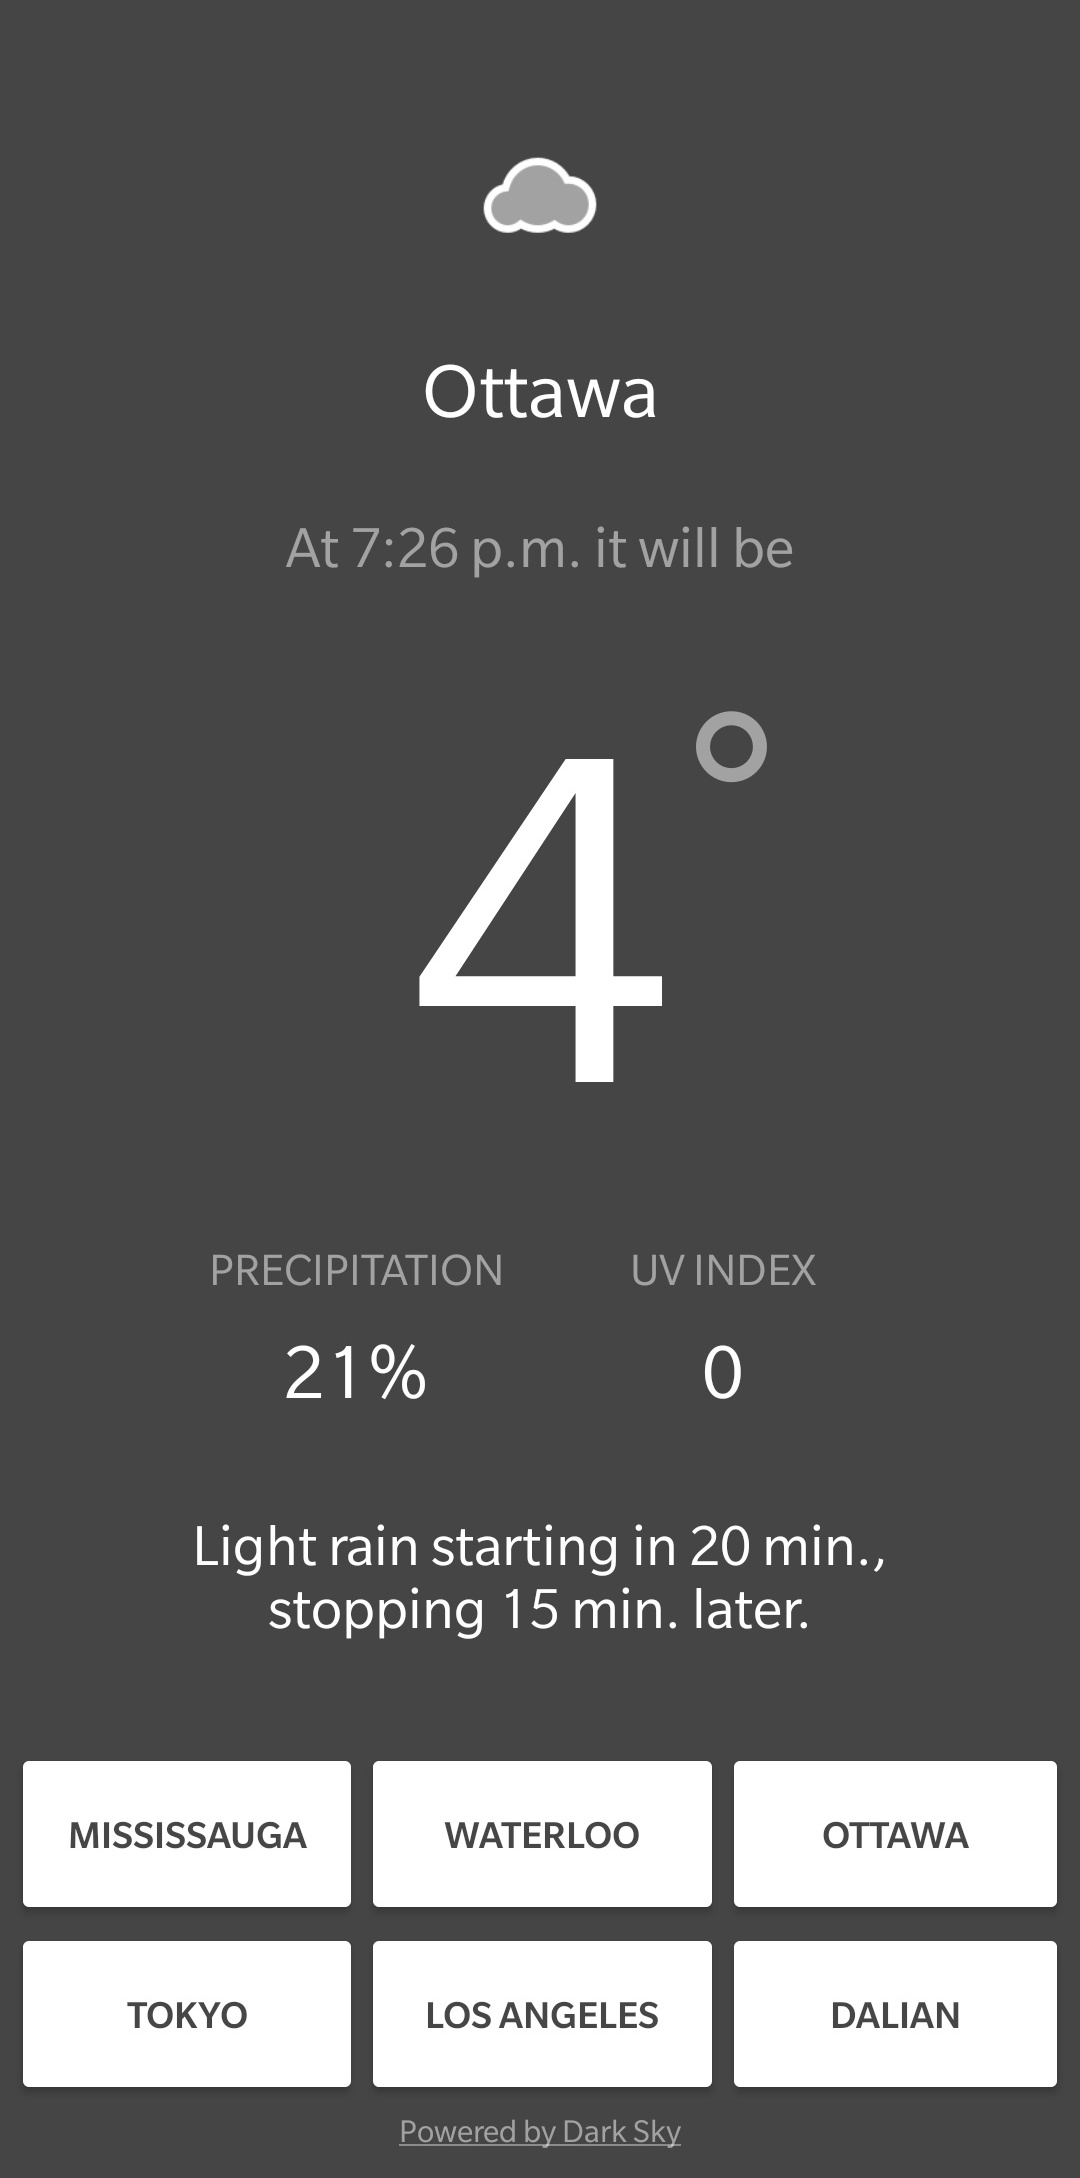 Ottawa
At 7:26 p.m. it will be
4°
PRECIPITATION
UV INDEX
21%
0
Light rain starting in 20 min.,
stopping 15 min. later.
MISSISSAUGA
WATERLOO
OTTAWA
TOKYO
LOS ANGELES
DALIAN
Powered by Dark Sky